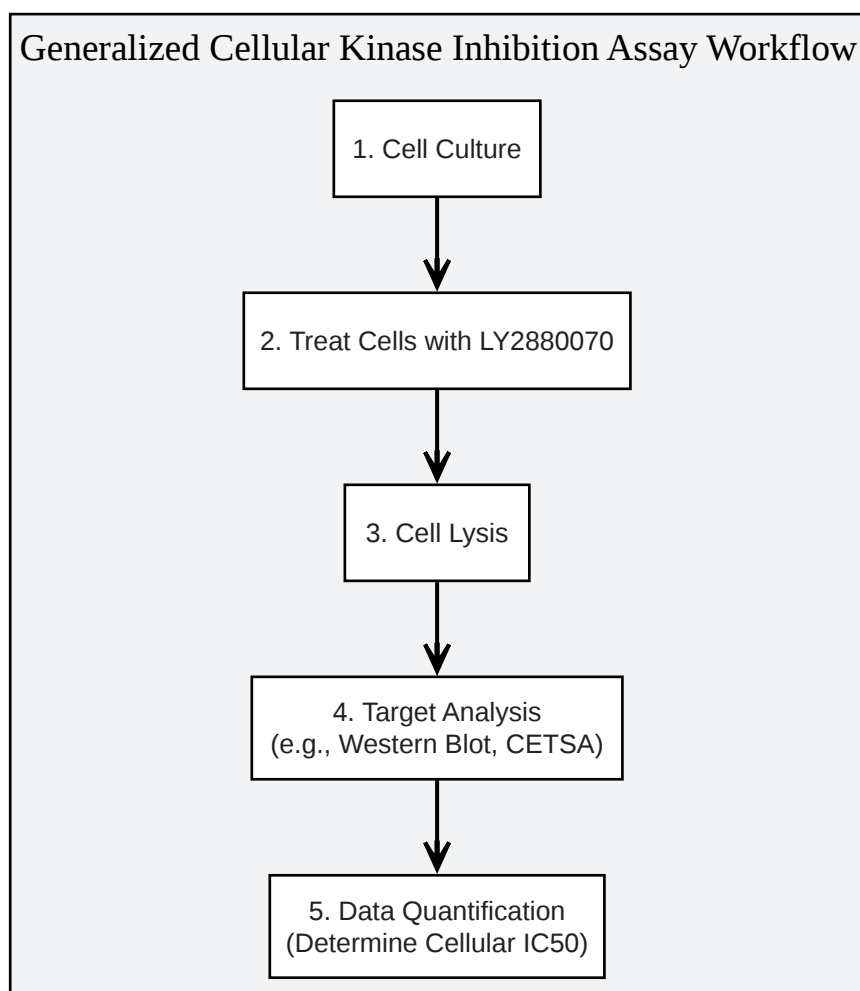 Generalized Cellular Kinase Inhibition Assay Workflow
1. Cell Culture
2. Treat Cells with LY2880070
3. Cell Lysis
4. Target Analysis
(e.g., Western Blot, CETSA)
5. Data Quantification
(Determine Cellular IC50)